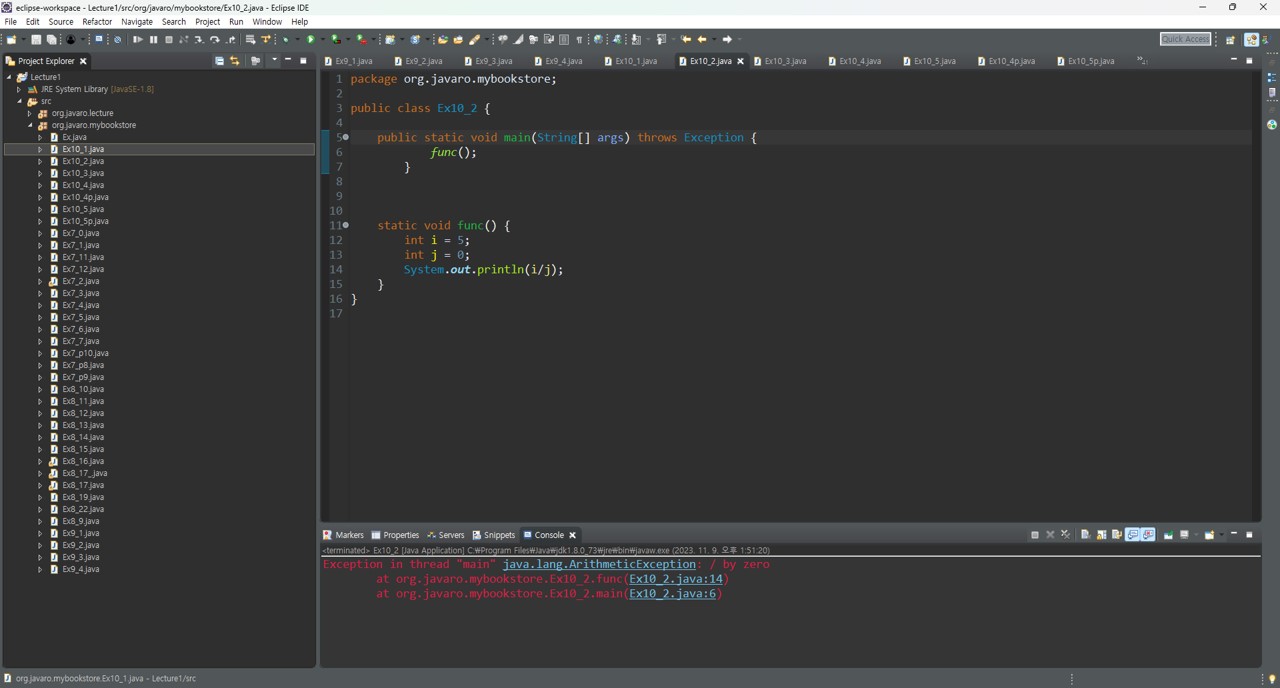 eclipse-workspace - Lecture1/src/org/javaro/mybookstore/Ex10_2.java - Eclipse IDE
File Edit Source Refactor Navigate Search Project Run Window Help
Quick Access
Project Explorer
Ex9_1.java Ex9_2.java Ex9_3.java Ex9_4.java Ex10_1.java Ex10_2.java Ex10_3.java Ex10_4.java Ex10_5.java Ex10_4p.java Ex10_5p.java
Lecture1
JRE System Library [JavaSE-1.8]
src
org.javaro.lecture
org.javaro.mybookstore
Ex.java
Ex10_1.java
Ex10_2.java
Ex10_3.java
Ex10_4.java
Ex10_4p.java
Ex10_5.java
Ex10_5p.java
Ex7_0.java
Ex7_1.java
Ex7_11.java
Ex7_12.java
Ex7_2.java
Ex7_3.java
Ex7_4.java
Ex7_5.java
Ex7_6.java
Ex7_7.java
Ex7_p10.java
Ex7_p8.java
Ex7_p9.java
Ex8_10.java
Ex8_11.java
Ex8_12.java
Ex8_13.java
Ex8_14.java
Ex8_15.java
Ex8_16.java
Ex8_17_.java
Ex8_17.java
Ex8_19.java
Ex8_22.java
Ex8_9.java
Ex9_1.java
Ex9_2.java
Ex9_3.java
Ex9_4.java
1 package org.javaro.mybookstore;
2
3 public class Ex10_2 {
4
5 public static void main(String[] args) throws Exception {
6 func();
7 }
8
9
10
11 static void func() {
12 int i = 5;
13 int j = 0;
14 System.out.println(i/j);
15 }
16 }
17
Markers Properties Servers Snippets Console
<terminated> Ex10_2 [Java Application] C:₩Program Files₩Java₩jdk1.8.0_73₩jre₩bin₩javaw.exe (2023. 11. 9. 오후 1:51:20)
Exception in thread "main" java.lang.ArithmeticException: / by zero
at org.javaro.mybookstore.Ex10_2.func(Ex10_2.java:14)
at org.javaro.mybookstore.Ex10_2.main(Ex10_2.java:6)
org.javaro.mybookstore.Ex10_1.java - Lecture1/src